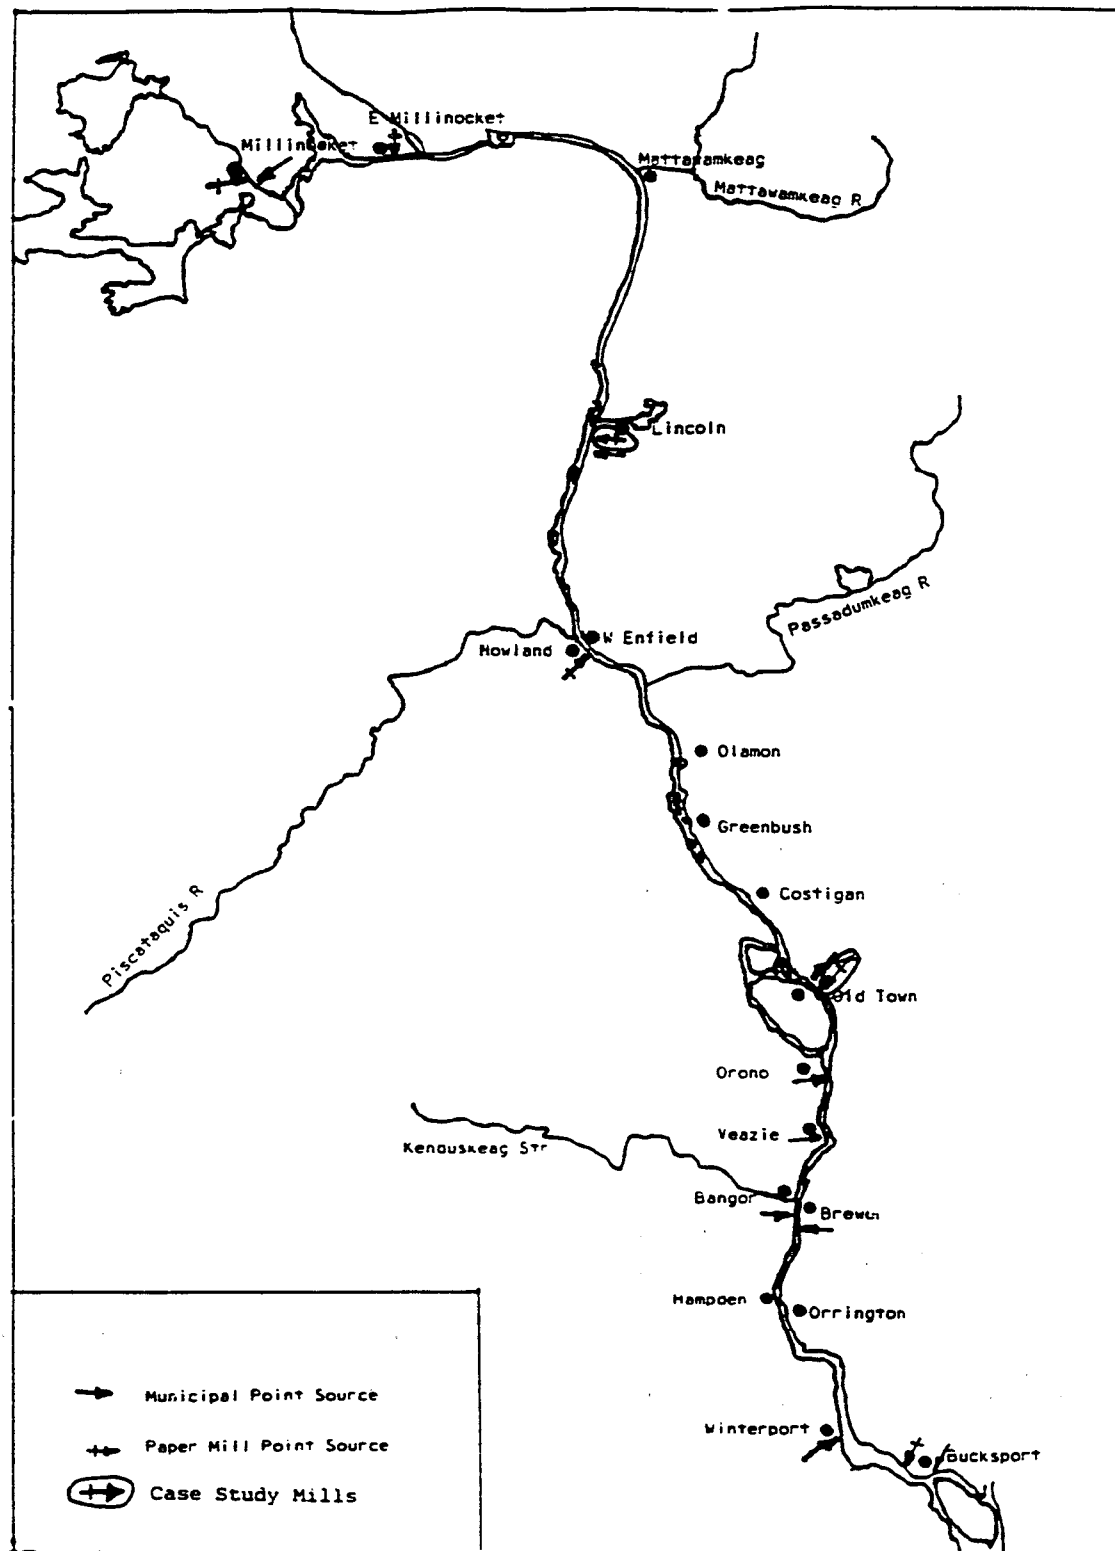 E Millinocket
Millinocket
Mattawamkeag
Mattawamkeag R
Lincoln
Passadumkeag R
W Enfield
Howland
Olamon
Greenbush
Costigan
Piscataquis R
Old Town
Orono
Veazie
Kenduskeag Str
Bangor
Brewer
Hampden
Orrington
Winterport
Bucksport
Municipal Point Source
Paper Mill Point Source
Case Study Mills